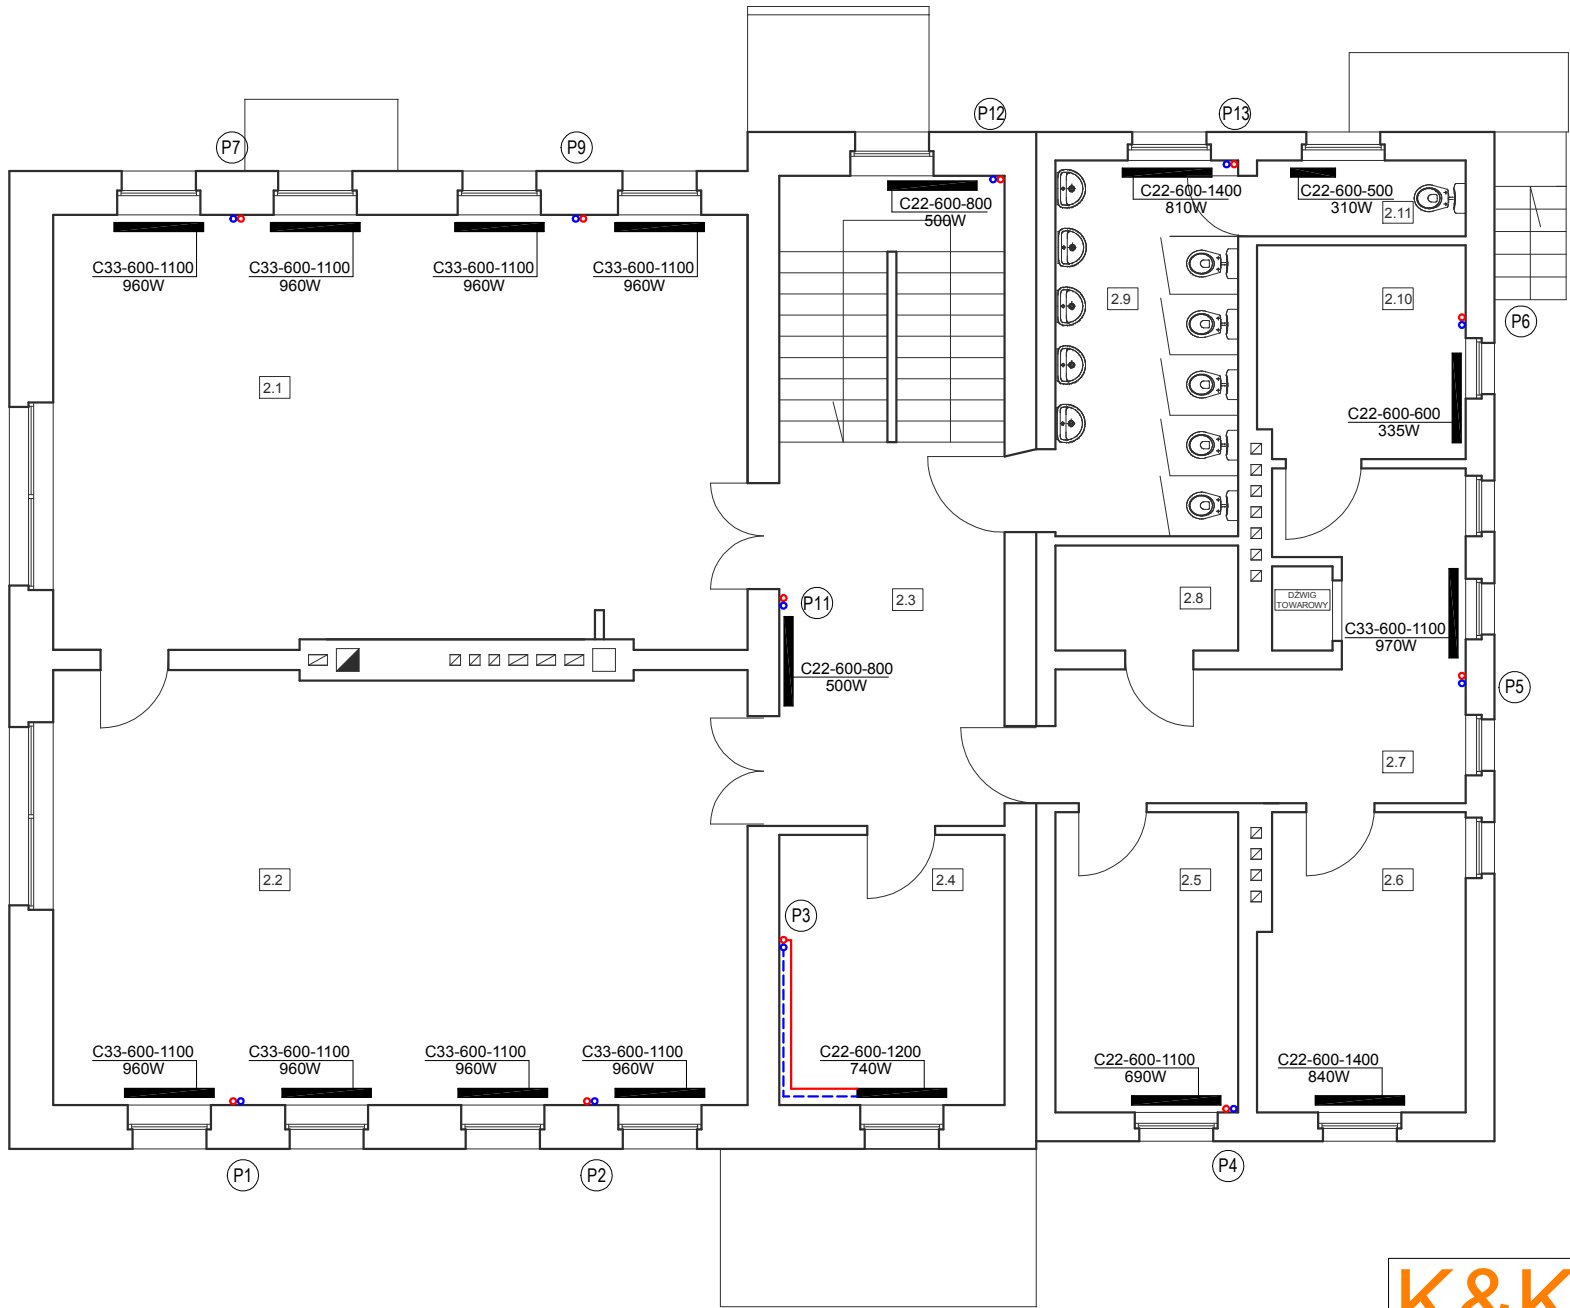 P12
P13
P7
P9
C22-600-1400
810W
C22-600-500
310W
C22-600-800
500W
2.11
C33-600-1100
960W
C33-600-1100
960W
C33-600-1100
960W
C33-600-1100
960W
2.9
2.10
P6
2.1
C22-600-600
335W
P11
2.3
2.8
DŹWIG
TOWAROWY
C33-600-1100
970W
C22-600-800
500W
P5
2.7
2.2
2.4
2.5
2.6
P3
C33-600-1100
960W
C33-600-1100
960W
C33-600-1100
960W
C33-600-1100
960W
C22-600-1200
740W
C22-600-1100
690W
C22-600-1400
840W
P1
P2
P4
K&K